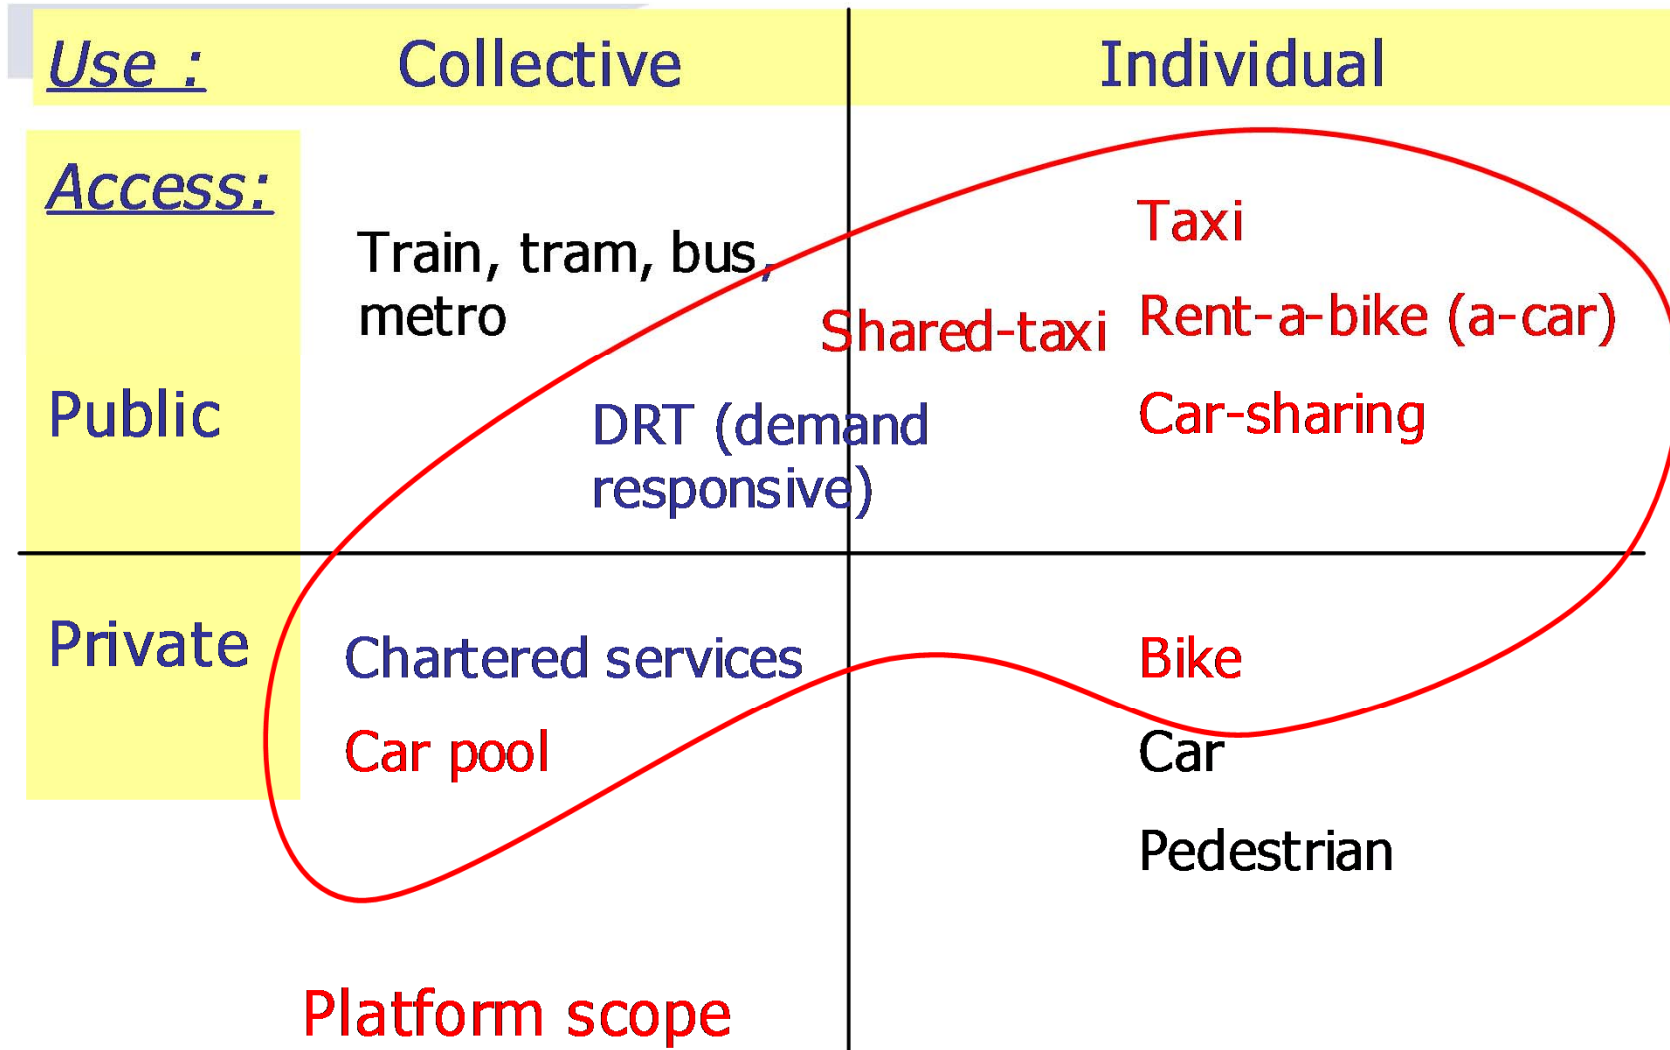 Use :
Collective
Individual
Access:
Train, tram, bus,
metro
Taxi
Shared-taxi
Rent-a-bike (a-car)
Public
DRT (demand
responsive)
Car-sharing
Private
Chartered services
Bike
Car pool
Car
Pedestrian
Platform scope